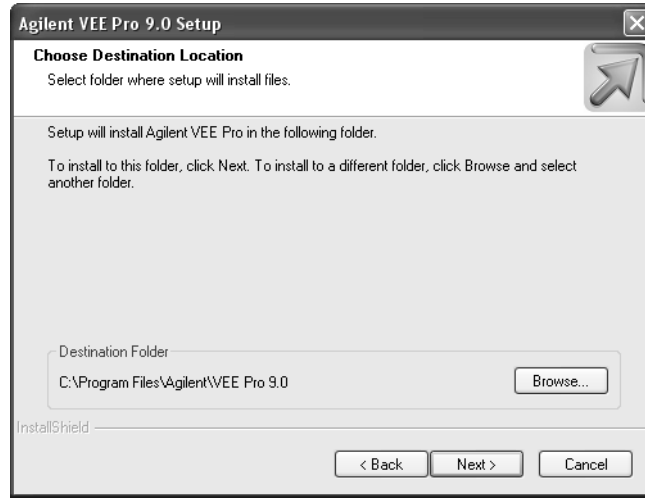 Agilent VEE Pro 9.0 Setup
Choose Destination Location
Select folder where setup will install files.
Setup will install Agilent VEE Pro in the following folder.
To install to this folder, click Next. To install to a different folder, click Browse and select
another folder.
Destination Folder
C:\Program Files\Agilent\VEE Pro 9.0
Browse...
InstallShield
< Back
Next >
Cancel